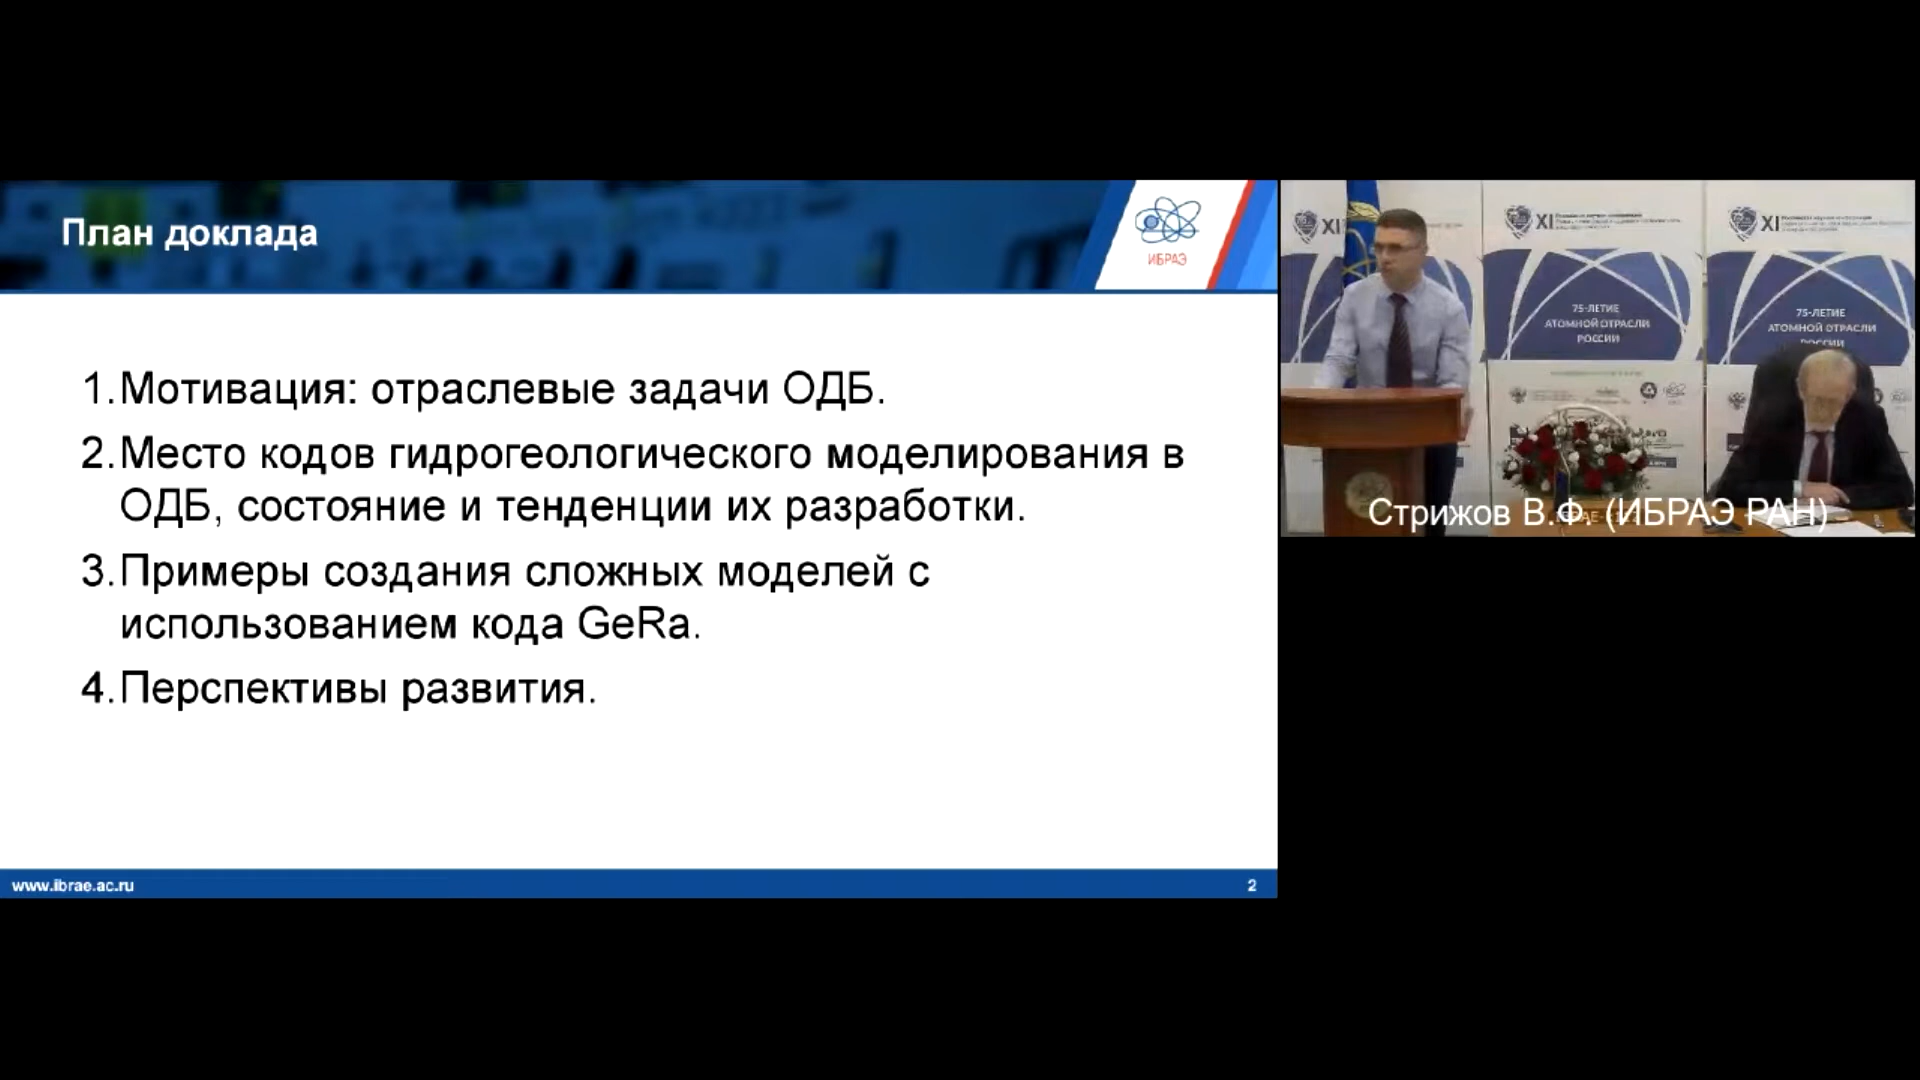 План доклада
ИБРАЭ
1. Мотивация: отраслевые задачи ОДБ.
2. Место кодов гидрогеологического моделирования в
ОДБ, состояние и тенденции их разработки.
3. Примеры создания сложных моделей с
использованием кода GeRa.
4. Перспективы развития.
www.ibrae.ac.ru
2
XI
XI
XI
75-ЛЕТИЕ
АТОМНОЙ ОТРАСЛИ
РОССИИ
75-ЛЕТИЕ
АТОМНОЙ ОТРАСЛИ
РОССИИ
Стрижов В.Ф. (ИБРАЭ РАН)